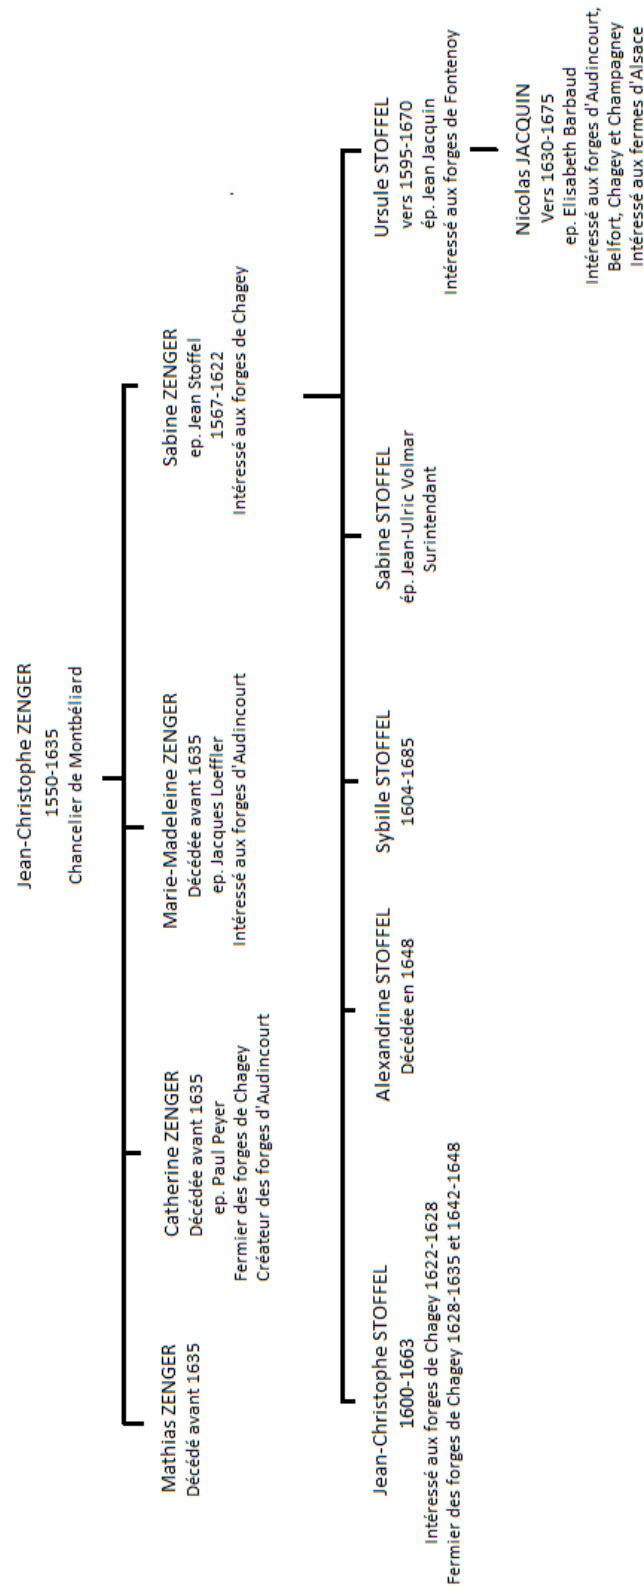 Jean-Christophe ZENGER
1550-1635
Chancelier de Montbéliard
Mathias ZENGER
Décédé avant 1635
Catherine ZENGER
Décédée avant 1635
ep. Paul Peyer
Fermier des forges de Chagey
Créateur des forges d'Audincourt
Marie-Madeleine ZENGER
Décédée avant 1635
ep. Jacques Loeffler
Intéressé aux forges d'Audincourt
Sabine ZENGER
ep. Jean Stoffel
1567-1622
Intéressé aux forges de Chagey
Jean-Christophe STOFFEL
1600-1663
Intéressé aux forges de Chagey 1622-1628
Fermier des forges de Chagey 1628-1635 et 1642-1648
Alexandrine STOFFEL
Décédée en 1648
Sybille STOFFEL
1604-1685
Sabine STOFFEL
ép. Jean-Ulric Volmar
Surintendant
Ursule STOFFEL
vers 1595-1670
ép. Jean Jacquin
Intéressé aux forges de Fontenoy
Nicolas JACQUIN
Vers 1630-1675
ep. Elisabeth Barbaud
Intéressé aux forges d'Audincourt,
Belfort, Chagey et Champagney
Intéressé aux fermes d'Alsace